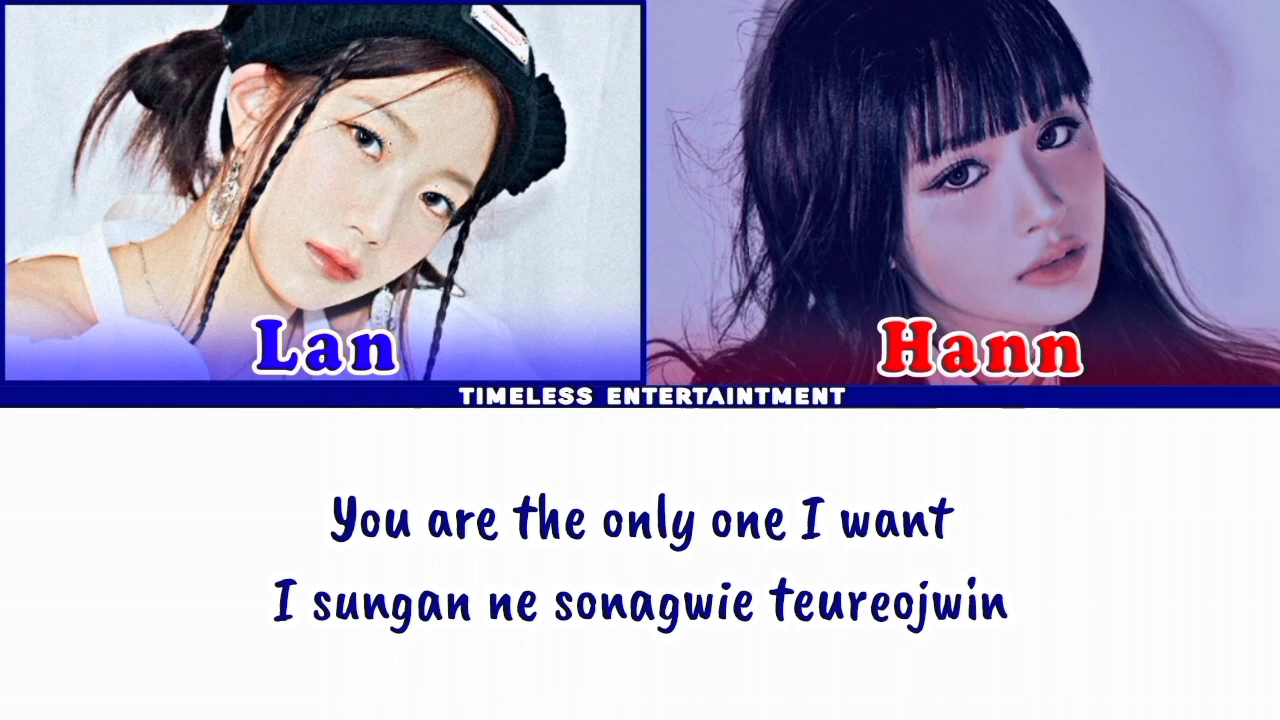 Lan
Hann
TIMELESS ENTERTAINTMENT
You are the only one I want
I sungan ne sonagwie teureojwin